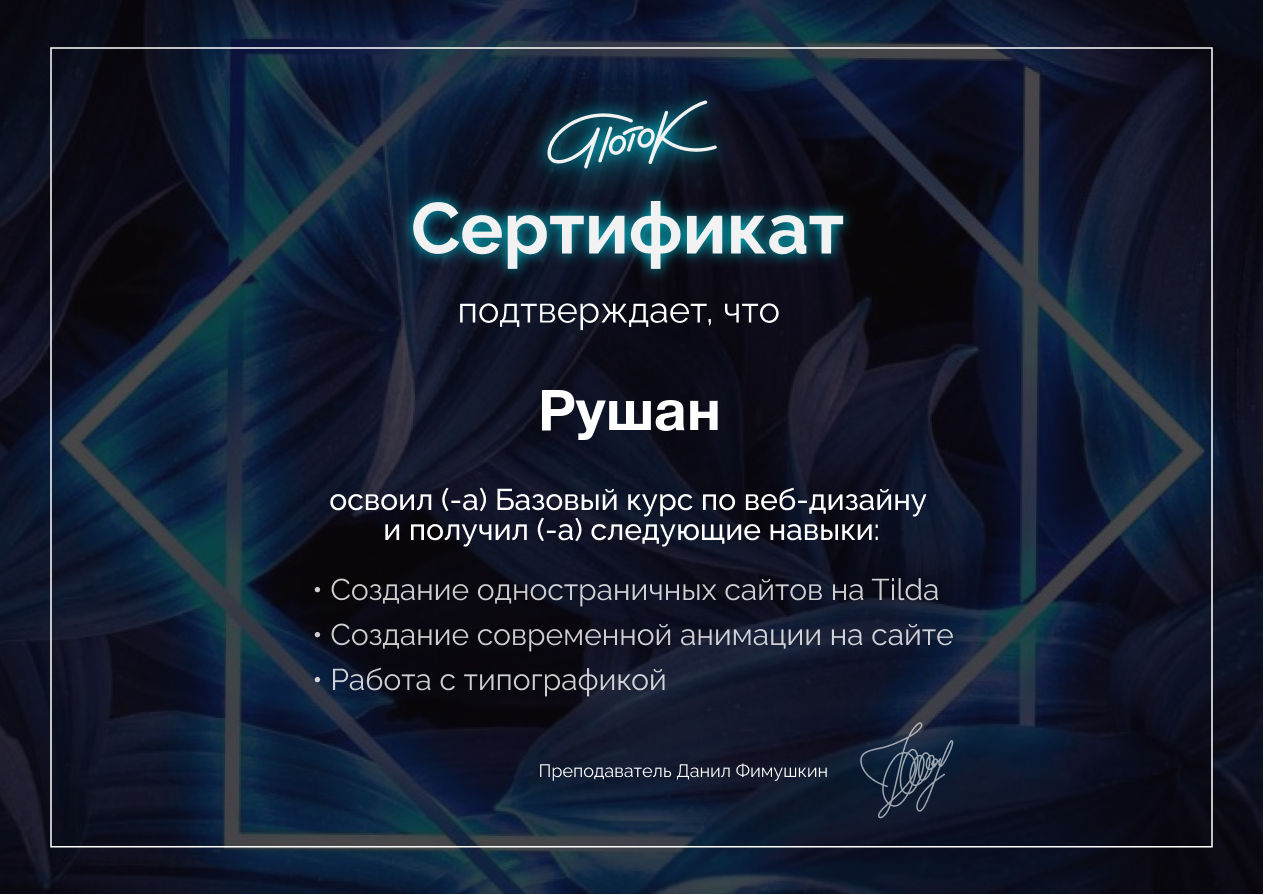 Поток
Сертификат
подтверждает, что
Рушан
освоил (-а) Базовый курс по веб-дизайну
и получил (-а) следующие навыки:
• Создание одностраничных сайтов на Tilda
• Создание современной анимации на сайте
• Работа с типографикой
Преподаватель Данил Фимушкин